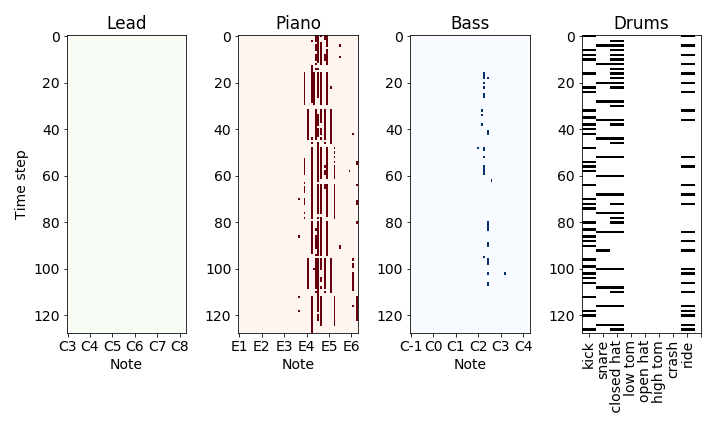 Lead
Piano
Bass
Drums
0
20
40
60
80
100
120
0
20
40
60
80
100
120
0
20
40
60
80
100
120
0
20
40
60
80
100
120
Time step
C3 C4 C5 C6 C7 C8
E1 E2 E3 E4 E5 E6
C-1 C0 C1 C2 C3 C4
kick
snare
closed hat
low tom
open hat
high tom
crash
ride
Note
Note
Note